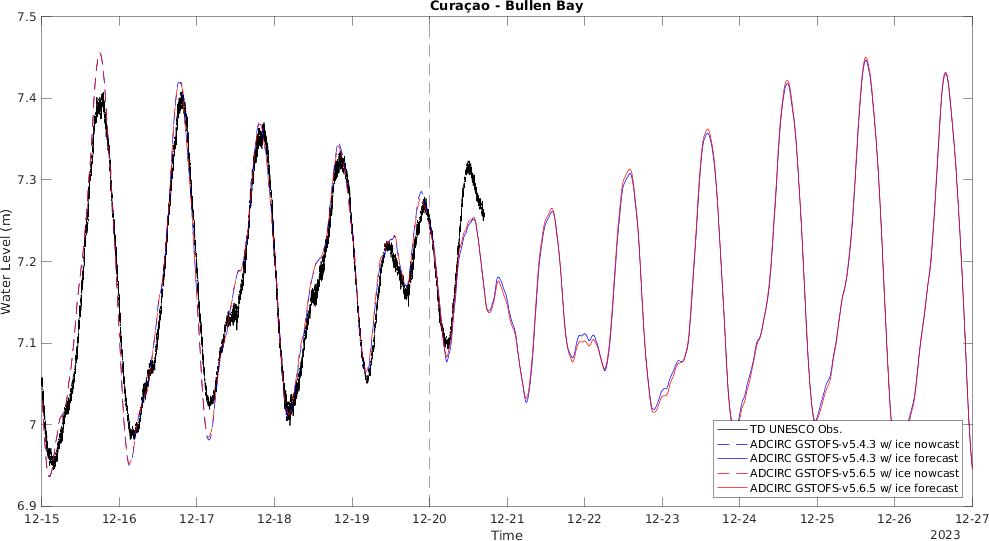 Curaçao - Bullen Bay
7.5
7.4
7.3
7.2
7.1
7
6.9
Water Level (m)
TD UNESCO Obs.
ADCIRC GSTOFS-v5.4.3 w/ ice nowcast
ADCIRC GSTOFS-v5.4.3 w/ ice forecast
ADCIRC GSTOFS-v5.6.5 w/ ice nowcast
ADCIRC GSTOFS-v5.6.5 w/ ice forecast
12-15 12-16 12-17 12-18 12-19 12-20 12-21 12-22 12-23 12-24 12-25 12-26 12-27
Time
2023